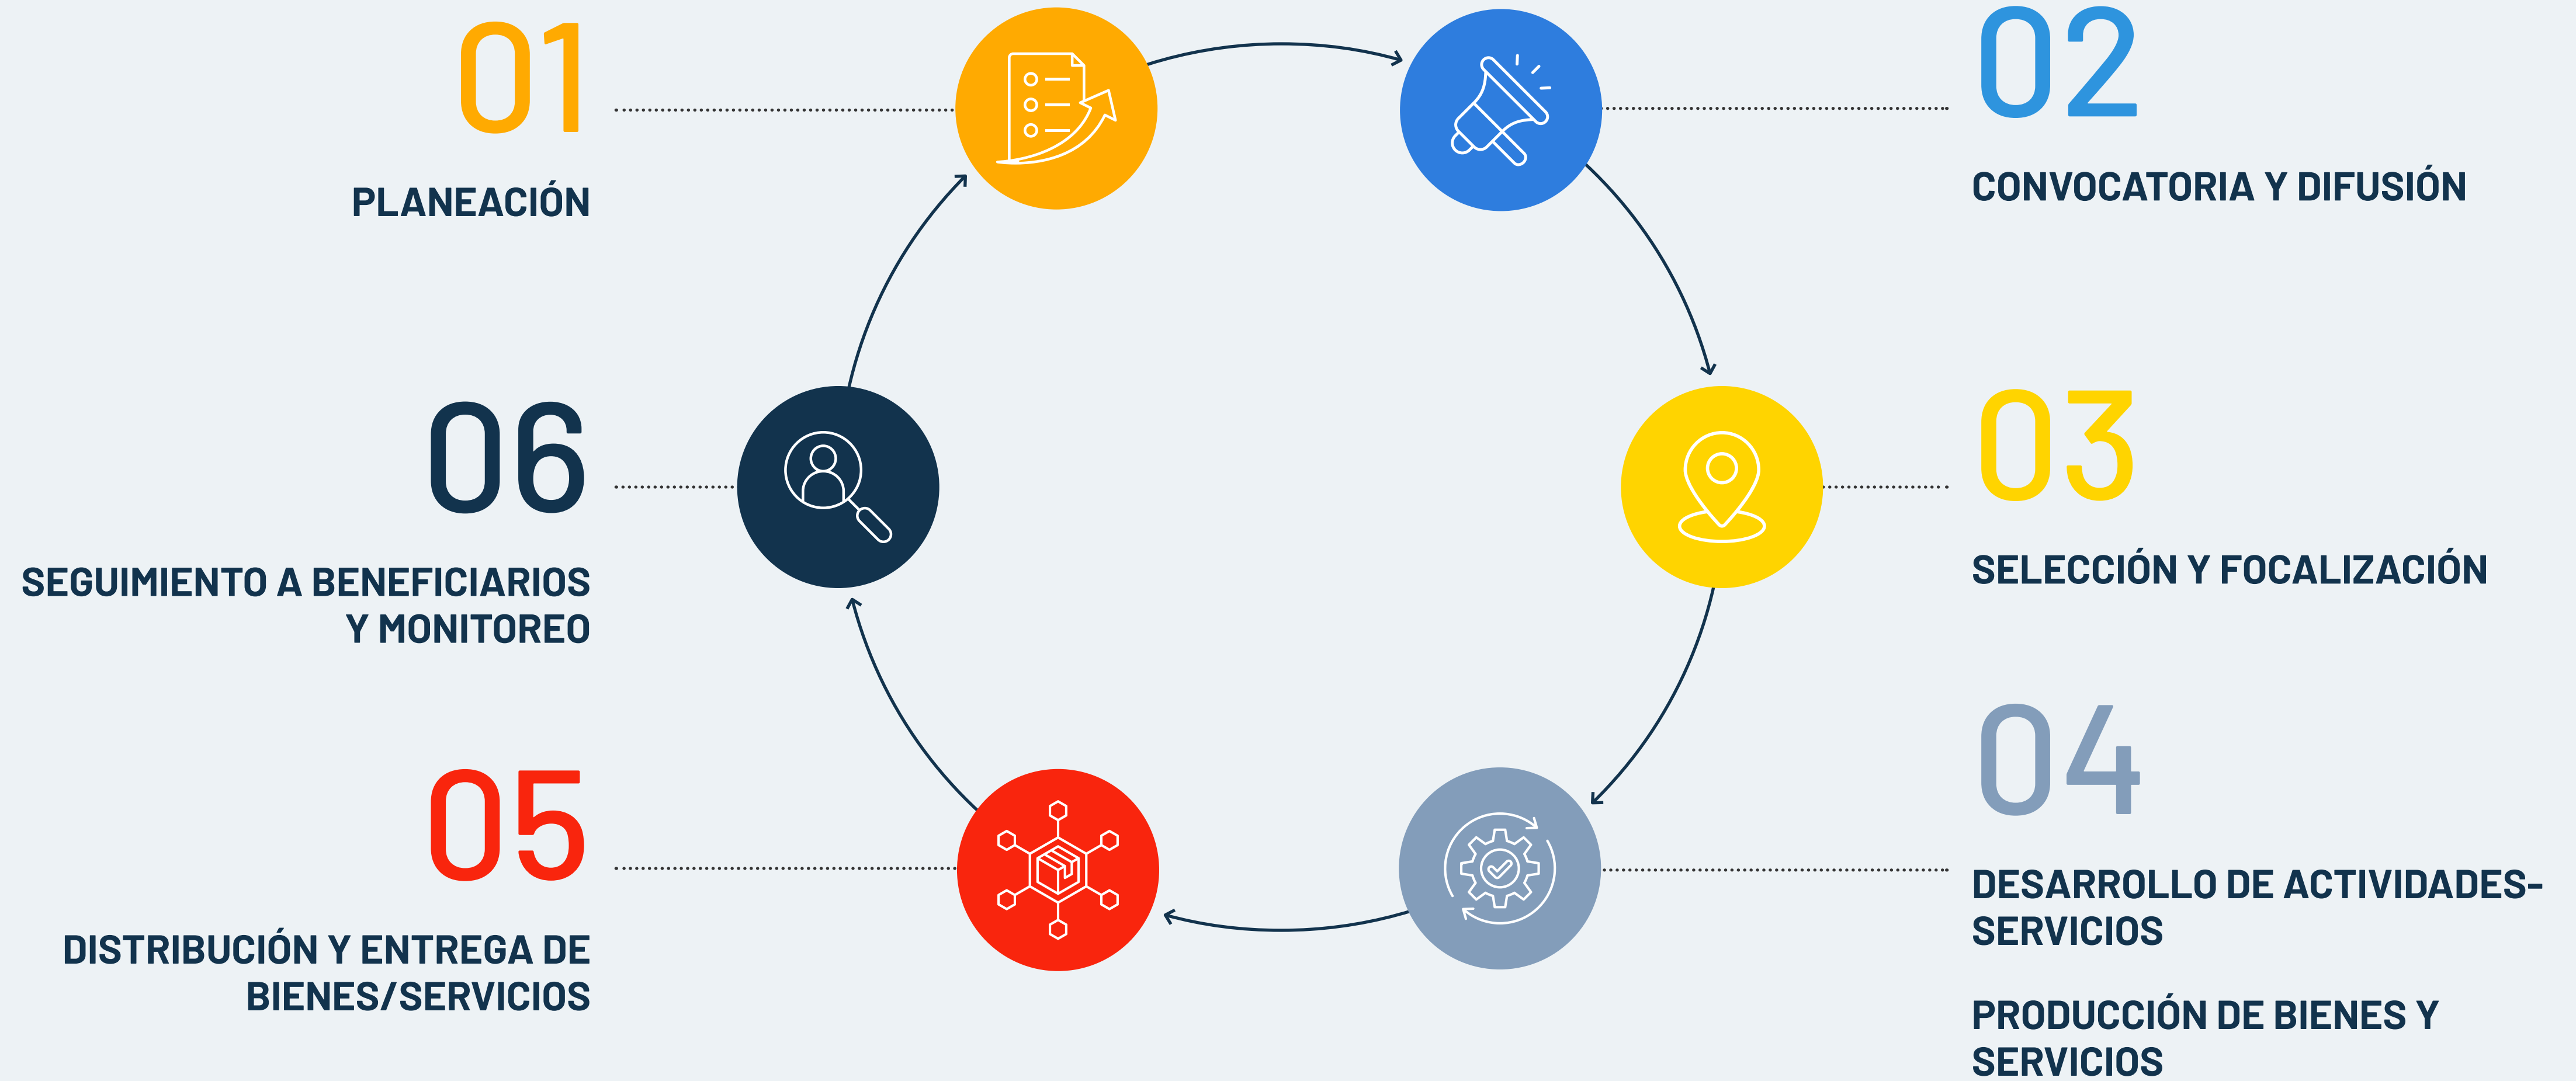 01
PLANEACIÓN
02
CONVOCATORIA Y DIFUSIÓN
03
SELECCIÓN Y FOCALIZACIÓN
04
DESARROLLO DE ACTIVIDADES-
SERVICIOS
PRODUCCIÓN DE BIENES Y
SERVICIOS
05
DISTRIBUCIÓN Y ENTREGA DE
BIENES/SERVICIOS
06
SEGUIMIENTO A BENEFICIARIOS
Y MONITOREO